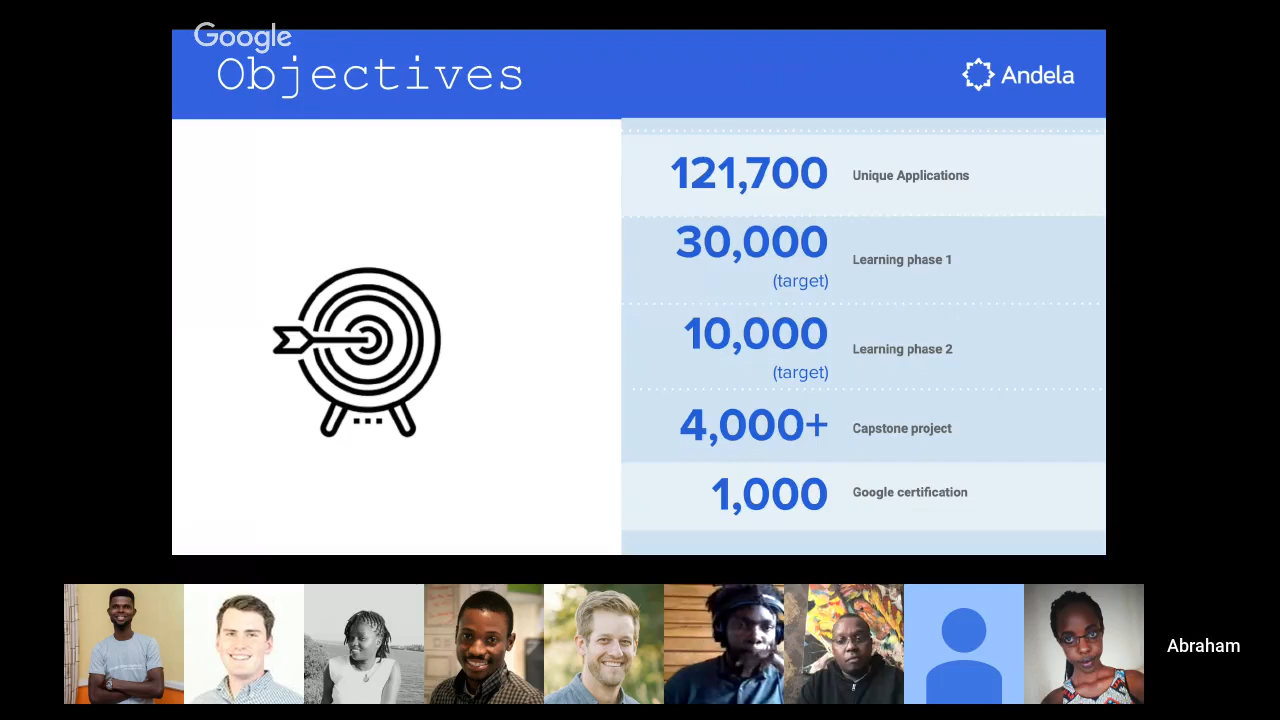 Google
Objectives
Andela
121,700 Unique Applications
30,000
(target)
Learning phase 1
10,000
(target)
Learning phase 2
4,000+ Capstone project
1,000 Google certification
Abraham